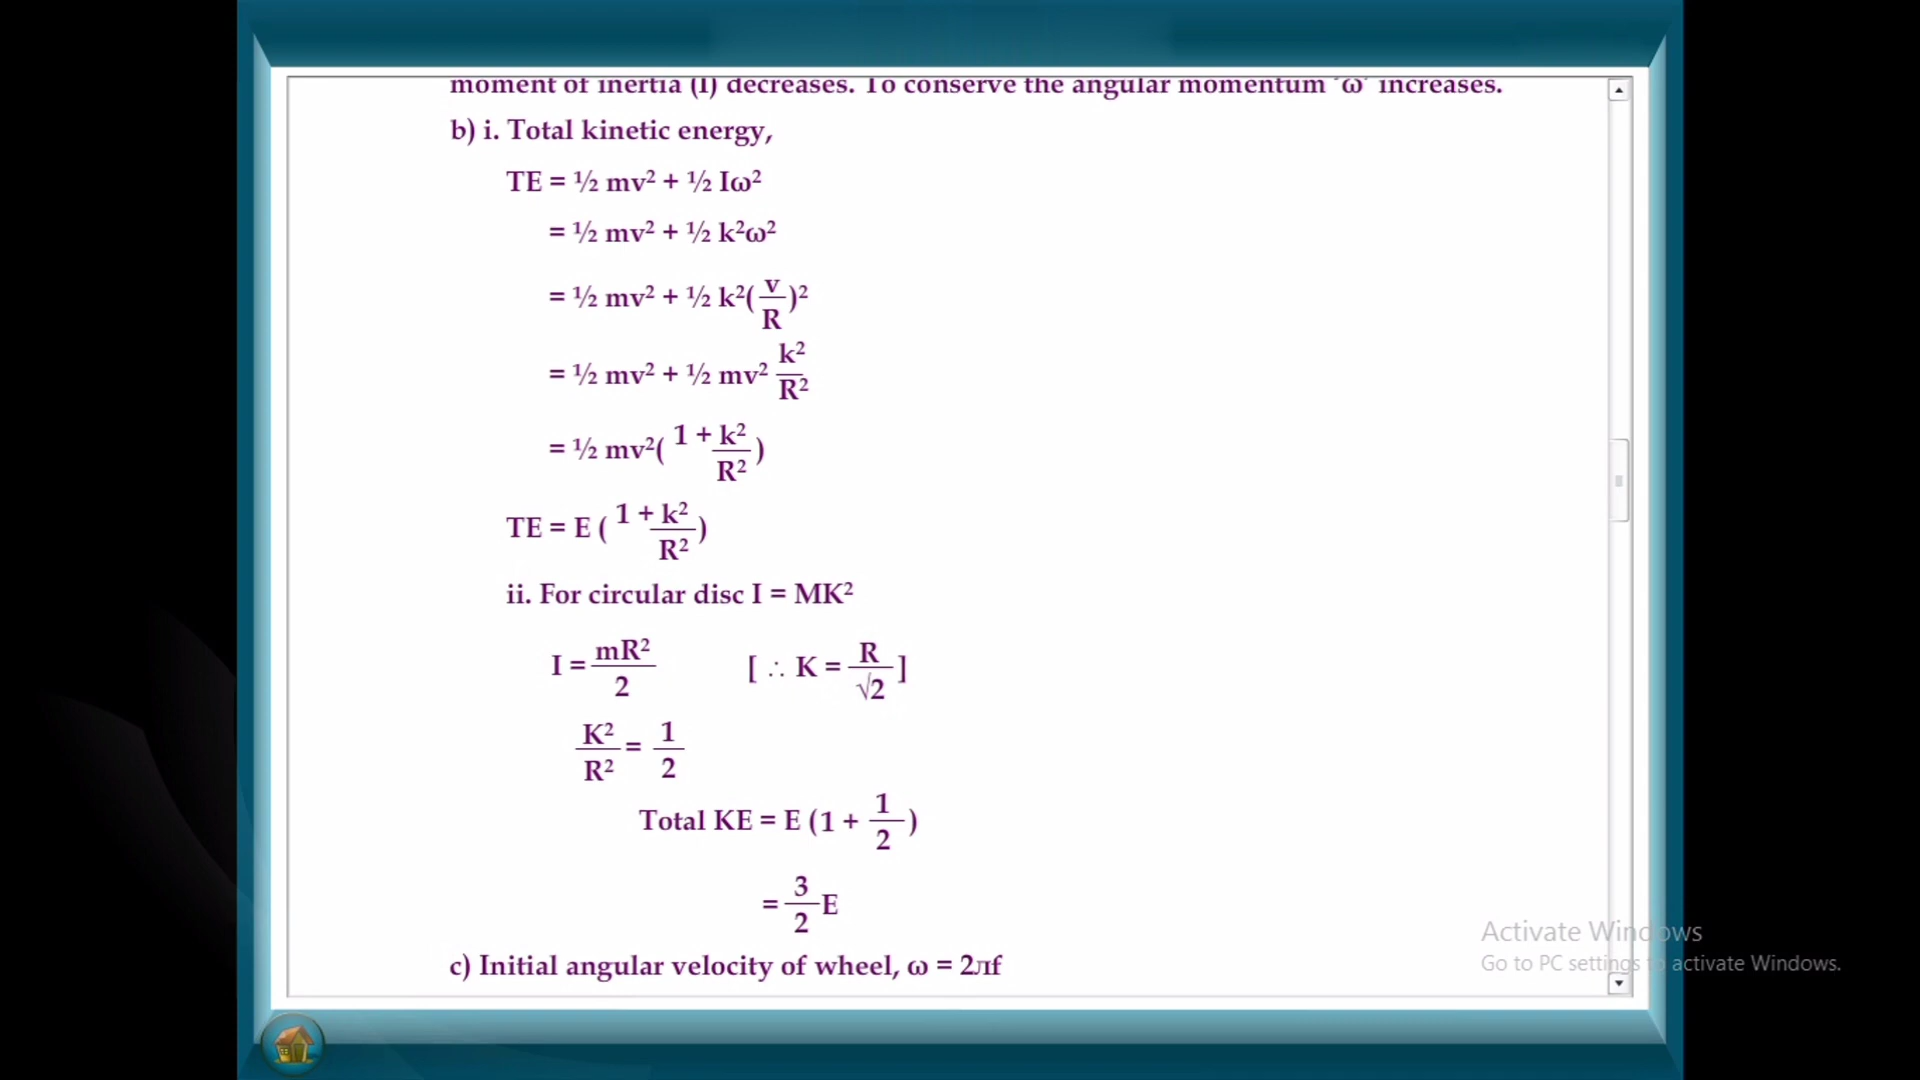 moment of inertia (I) decreases. To conserve the angular momentum 'ω' increases.
b) i. Total kinetic energy,
TE = ½ mv² + ½ Iω²
= ½ mv² + ½ k²ω²
= ½ mv² + ½ k²(v/R)²
= ½ mv² + ½ mv² k²/R²
= ½ mv²(1 + k²/R²)
TE = E (1 + k²/R²)
ii. For circular disc I = MK²
I = mR²/2 [ ∴ K = R/√2 ]
K²/R² = 1/2
Total KE = E (1 + 1/2)
= 3/2 E
c) Initial angular velocity of wheel, ω = 2πf
Activate Windows
Go to PC settings to activate Windows.